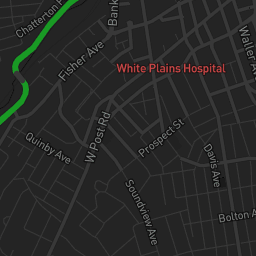 Chatterton P
Bank
Fisher Ave
Waller Av
White Plains Hospital
Quinby Ave
W Post Rd
Prospect St
Davis Ave
Soundview Ave
Bolton A